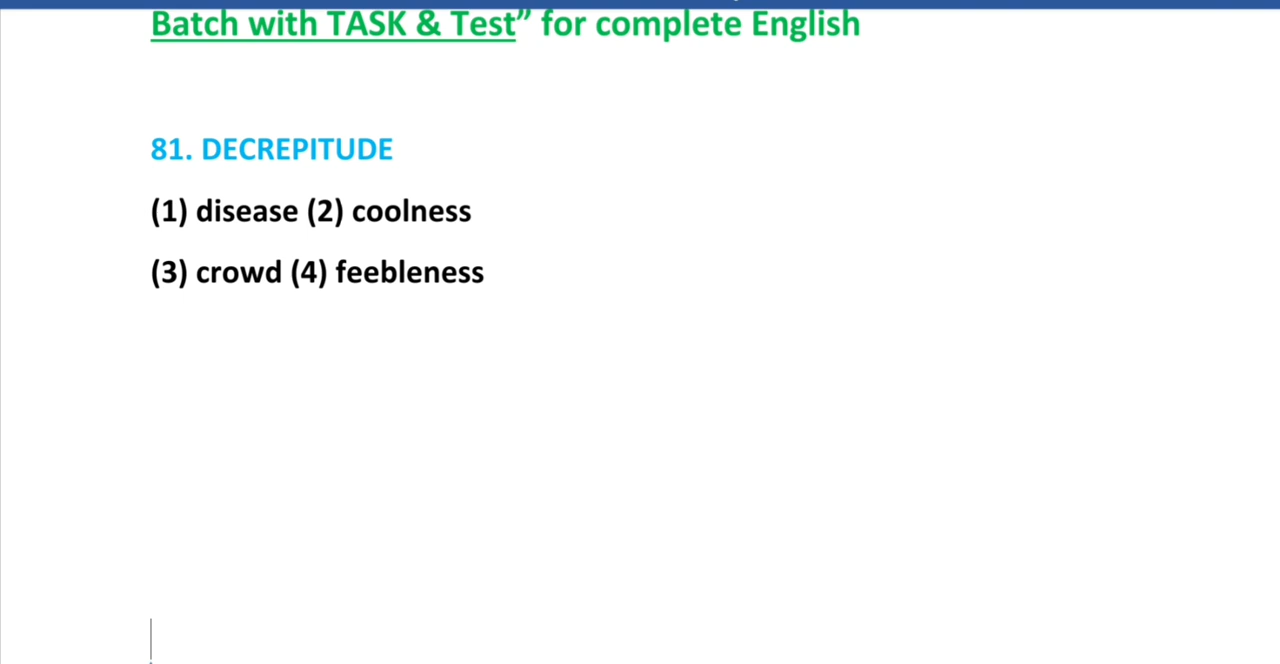 Batch with TASK & Test” for complete English
81. DECREPITUDE
(1) disease (2) coolness
(3) crowd (4) feebleness